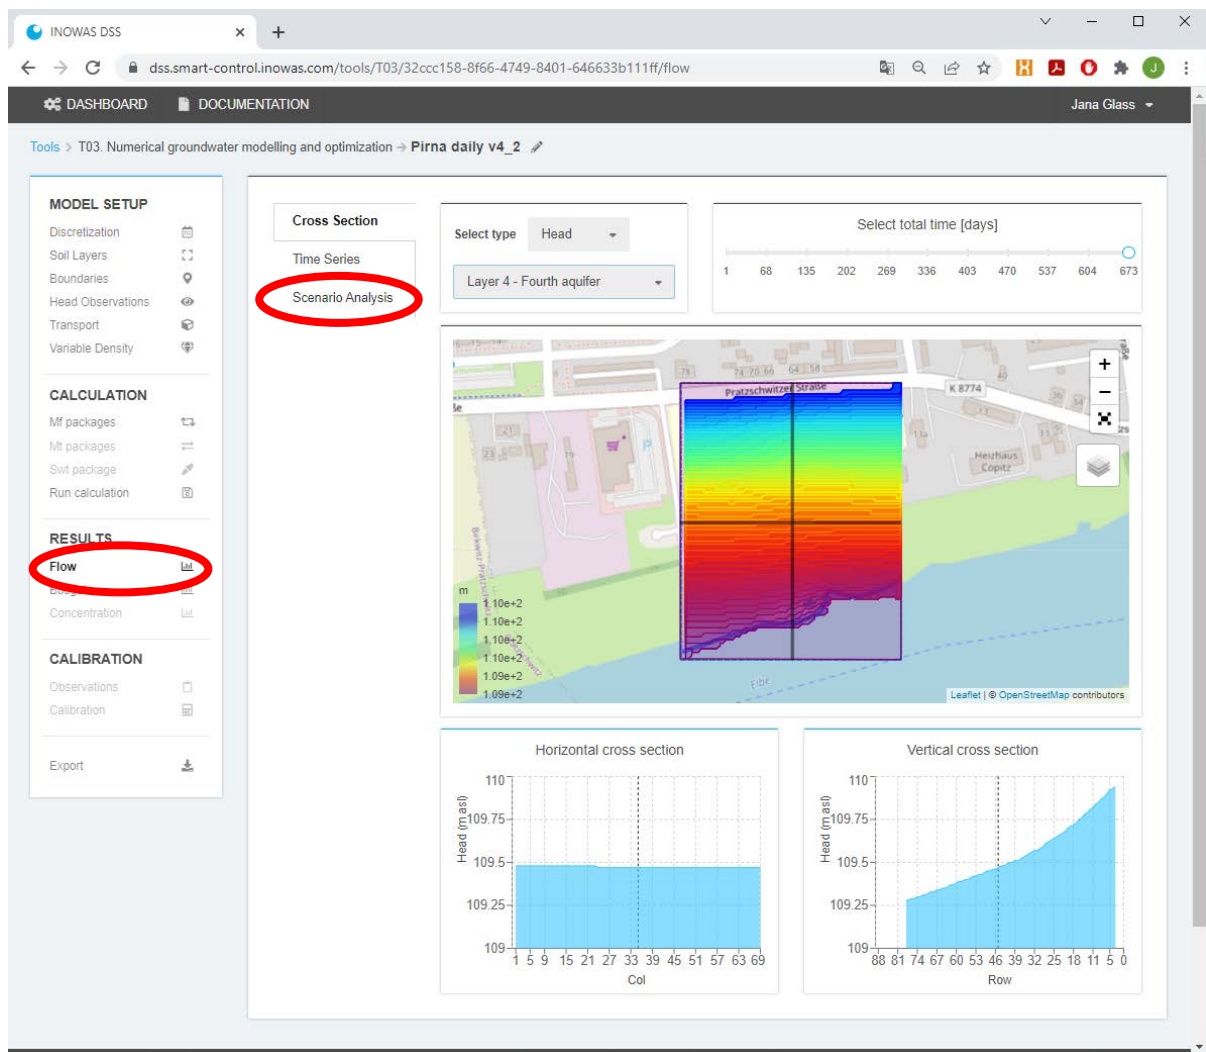 INOWAS DSS
dss.smart-control.inowas.com/tools/T03/32ccc158-8f66-4749-8401-646633b111ff/flow
J
DASHBOARD
DOCUMENTATION
Jana Glass
Tools > T03. Numerical groundwater modelling and optimization → Pirna daily v4_2
MODEL SETUP
Discretization
Soil Layers
Boundaries
Head Observations
Transport
Variable Density
CALCULATION
Mf packages
Mt packages
Swt package
Run calculation
RESULTS
Flow
Concentration
CALIBRATION
Observations
Calibration
Export
Cross Section
Time Series
Scenario Analysis
Select type Head
Layer 4 - Fourth aquifer
Select total time [days]
1 68 135 202 269 336 403 470 537 604 673
Pratzschwitzer Straße
K 8774
Heizhaus
Copitz
P
+
−
m
1.10e+2
1.10e+2
1.10e+2
1.10e+2
1.09e+2
1.09e+2
Elbe
Leaflet | © OpenStreetMap contributors
Horizontal cross section
Head (m asl)
110
109.75
109.5
109.25
109
1 5 9 15 21 27 33 39 45 51 57 63 69
Col
Vertical cross section
Head (m asl)
110
109.75
109.5
109.25
109
88 81 74 67 60 53 46 39 32 25 18 11 5 0
Row